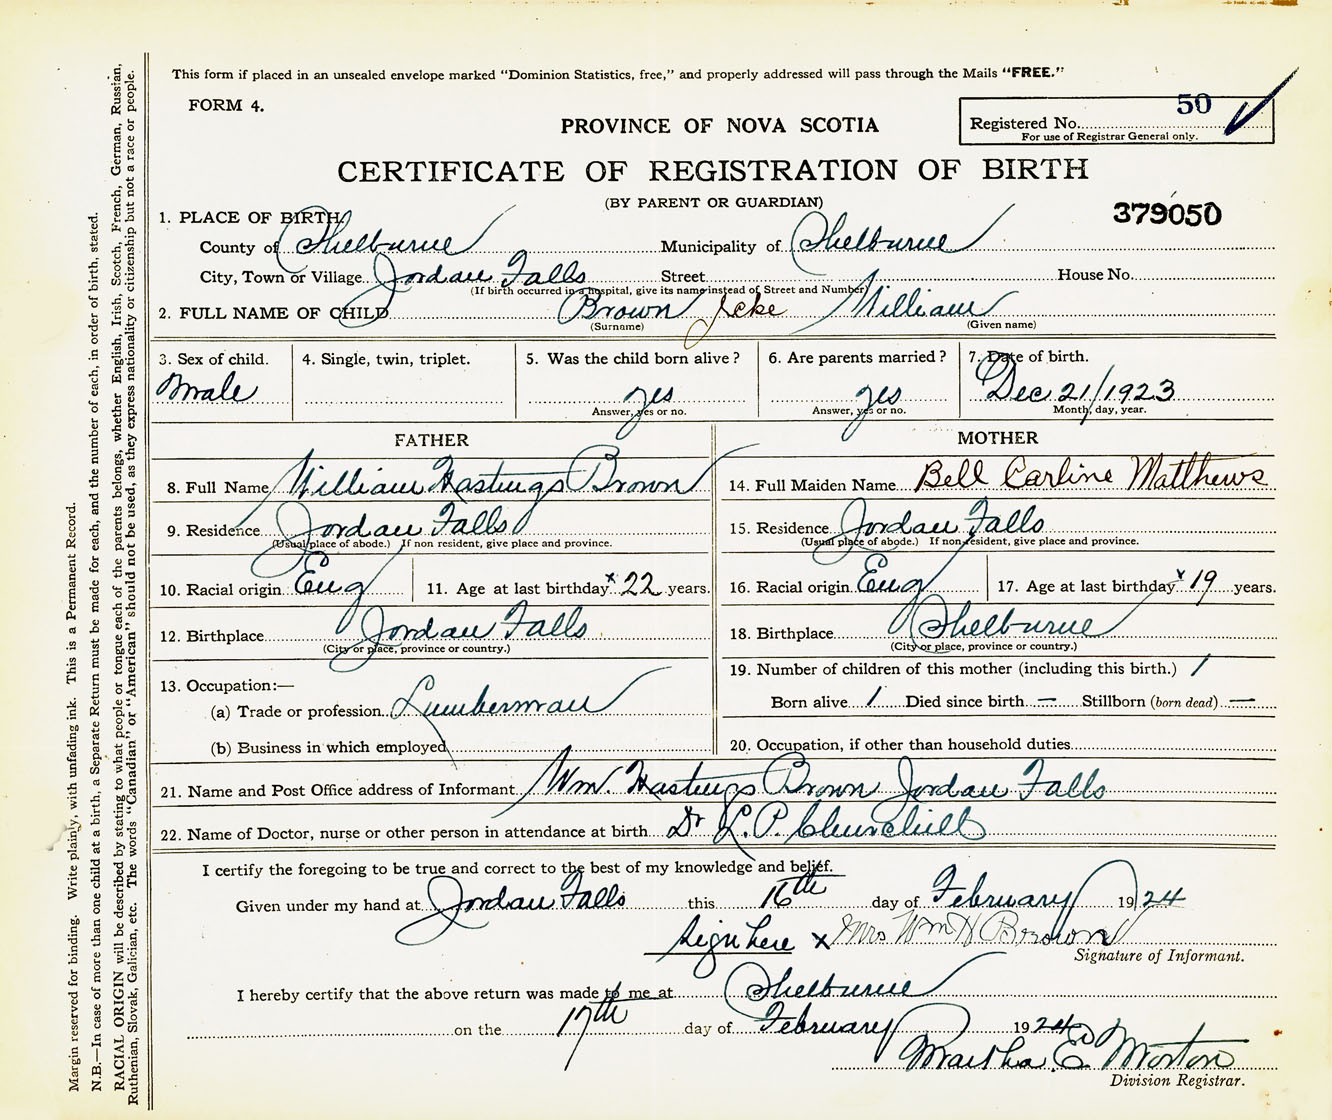 This form if placed in an unsealed envelope marked “Dominion Statistics, free,” and properly addressed will pass through the Mails “FREE.”
FORM 4.
50
Registered No.
For use of Registrar General only.
PROVINCE OF NOVA SCOTIA
CERTIFICATE OF REGISTRATION OF BIRTH
(BY PARENT OR GUARDIAN)
379050
1. PLACE OF BIRTH.
County of Shelburne Municipality of Shelburne
City, Town or Village Jordan Falls Street House No.
(If birth occurred in a hospital, give its name instead of Street and Number)
2. FULL NAME OF CHILD Brown William
(Surname) (Given name)
3. Sex of child. 4. Single, twin, triplet. 5. Was the child born alive? 6. Are parents married? 7. Date of birth.
male yes yes Dec 21/1923
Answer, yes or no. Answer, yes or no. Month, day, year.
FATHER MOTHER
8. Full Name William Hastings Brown 14. Full Maiden Name Bell Carline Matthews
9. Residence Jordan Falls 15. Residence Jordan Falls
(Usual place of abode.) If non resident, give place and province. (Usual place of abode.) If non-resident, give place and province.
10. Racial origin Eng 11. Age at last birthday x 22 years. 16. Racial origin Eng 17. Age at last birthday x 19 years.
12. Birthplace Jordan Falls 18. Birthplace Shelburne
(City or place, province or country.) (City or place, province or country.)
13. Occupation:— 19. Number of children of this mother (including this birth.) 1
(a) Trade or profession Lumberman Born alive 1 Died since birth — Stillborn (born dead) —
(b) Business in which employed 20. Occupation, if other than household duties
21. Name and Post Office address of Informant Wm. Hastings Brown Jordan Falls
22. Name of Doctor, nurse or other person in attendance at birth Dr L. P. Churchill
I certify the foregoing to be true and correct to the best of my knowledge and belief.
Given under my hand at Jordan Falls this 16th day of February 1924
sign here x Mrs Wm H Brown
Signature of Informant.
I hereby certify that the above return was made to me at Shelburne
on the 17th day of February 1924
Martha E Morton
Division Registrar.
Margin reserved for binding. Write plainly, with unfading ink. This is a Permanent Record.
N.B.—In case of more than one child at a birth, a Separate Return must be made for each, and the number of each, in order of birth, stated.
RACIAL ORIGIN will be described by stating to what people or tongue each of the parents belongs, whether English, Irish, Scotch, French, German, Russian,
Ruthenian, Slovak, Galician, etc. The words “Canadian” or “American” should not be used, as they express nationality or citizenship but not a race or people.